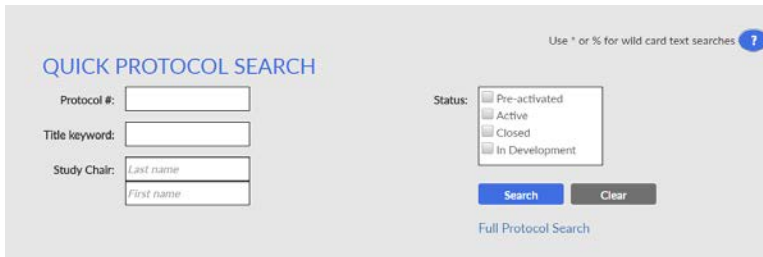 Use * or % for wild card text searches ?
QUICK PROTOCOL SEARCH
Protocol #:
Title keyword:
Study Chair: Last name
First name
Status:
Pre-activated
Active
Closed
In Development
Search
Clear
Full Protocol Search